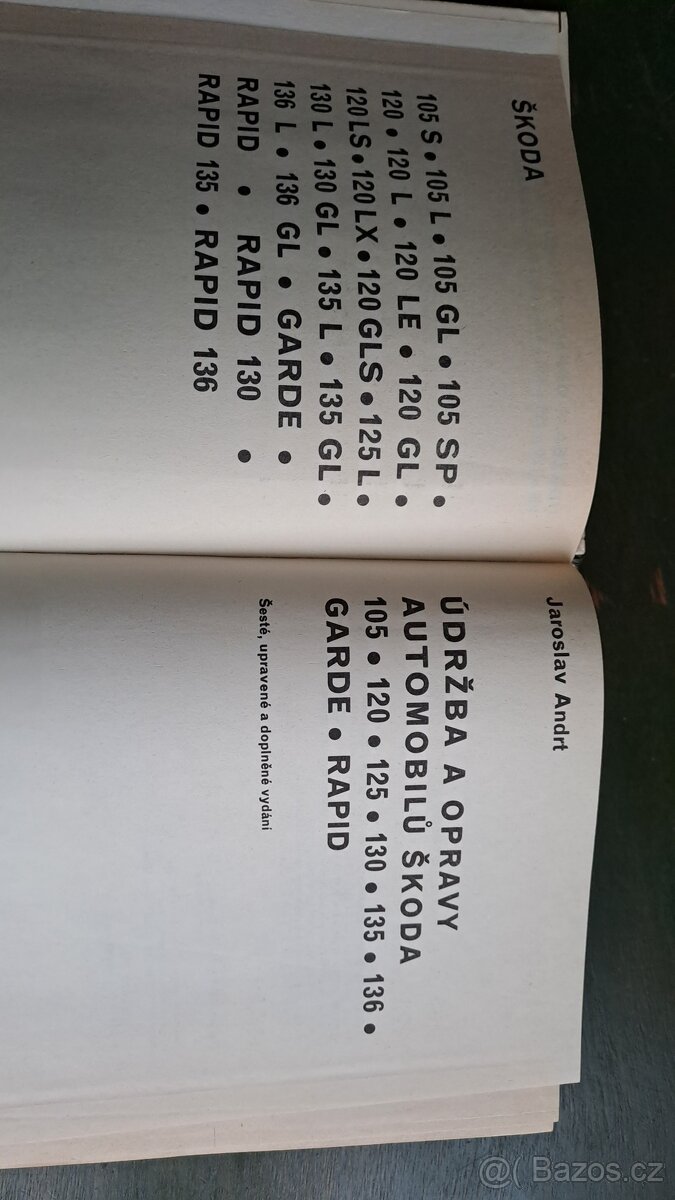 ŠKODA
105 S • 105 L • 105 GL • 105 SP •
120 • 120 L • 120 LE • 120 GL •
120 LS • 120 LX • 120 GLS • 125 L •
130 L • 130 GL • 135 L • 135 GL •
136 L • 136 GL • GARDE •
RAPID • RAPID 130 •
RAPID 135 • RAPID 136
Jaroslav Andrt
ÚDRŽBA A OPRAVY
AUTOMOBILŮ ŠKODA
105 • 120 • 125 • 130 • 135 • 136 •
GARDE • RAPID
Šesté, upravené a doplněné vydání
@( Bazos.cz